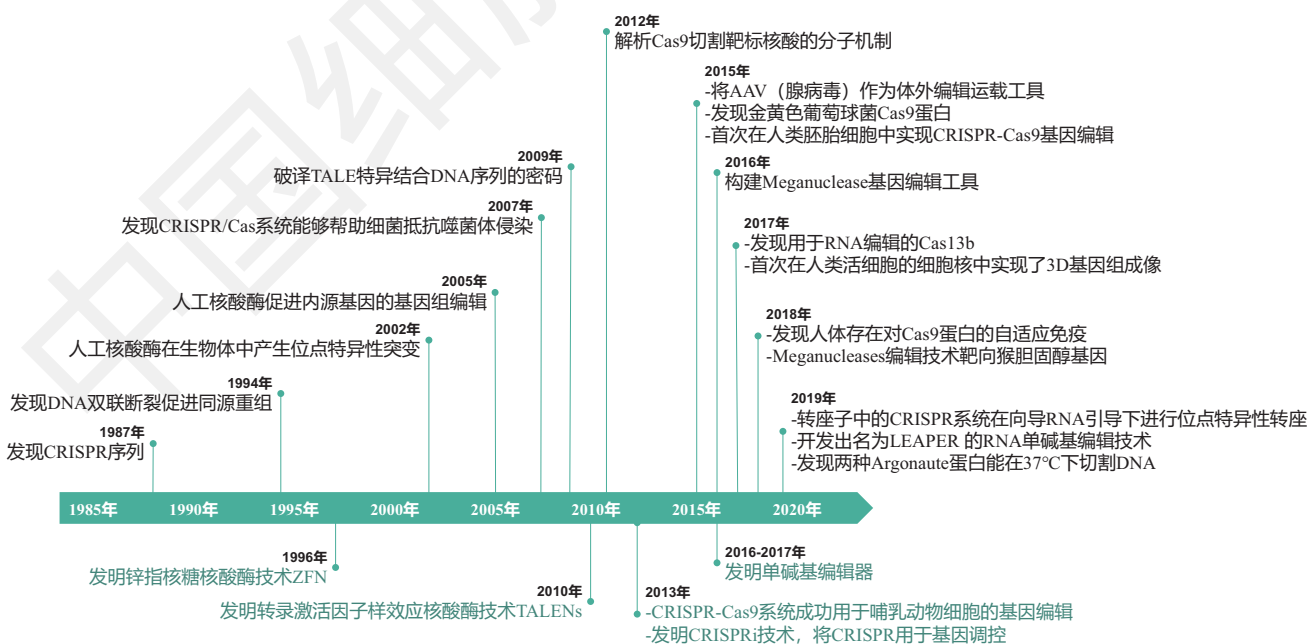 2012年
解析Cas9切割靶标核酸的分子机制
2015年
-将AAV（腺病毒）作为体外编辑运载工具
-发现金黄色葡萄球菌Cas9蛋白
-首次在人类胚胎细胞中实现CRISPR-Cas9基因编辑
2009年
破译TALE特异结合DNA序列的密码
2016年
构建Meganuclease基因编辑工具
2007年
发现CRISPR/Cas系统能够帮助细菌抵抗噬菌体侵染
2017年
-发现用于RNA编辑的Cas13b
-首次在人类活细胞的细胞核中实现了3D基因组成像
2005年
人工核酸酶促进内源基因的基因组编辑
2002年
人工核酸酶在生物体中产生位点特异性突变
2018年
-发现人体存在对Cas9蛋白的自适应免疫
-Meganucleases编辑技术靶向猴胆固醇基因
1994年
发现DNA双联断裂促进同源重组
2019年
-转座子中的CRISPR系统在向导RNA引导下进行位点特异性转座
-开发出名为LEAPER 的RNA单碱基编辑技术
-发现两种Argonaute蛋白能在37°C下切割DNA
1987年
发现CRISPR序列
1985年 1990年 1995年 2000年 2005年 2010年 2015年 2020年
1996年
发明锌指核糖核酸酶技术ZFN
2016-2017年
发明单碱基编辑器
2010年
发明转录激活因子样效应核酸酶技术TALENs
2013年
-CRISPR-Cas9系统成功用于哺乳动物细胞的基因编辑
-发明CRISPRi技术，将CRISPR用于基因调控
中国细